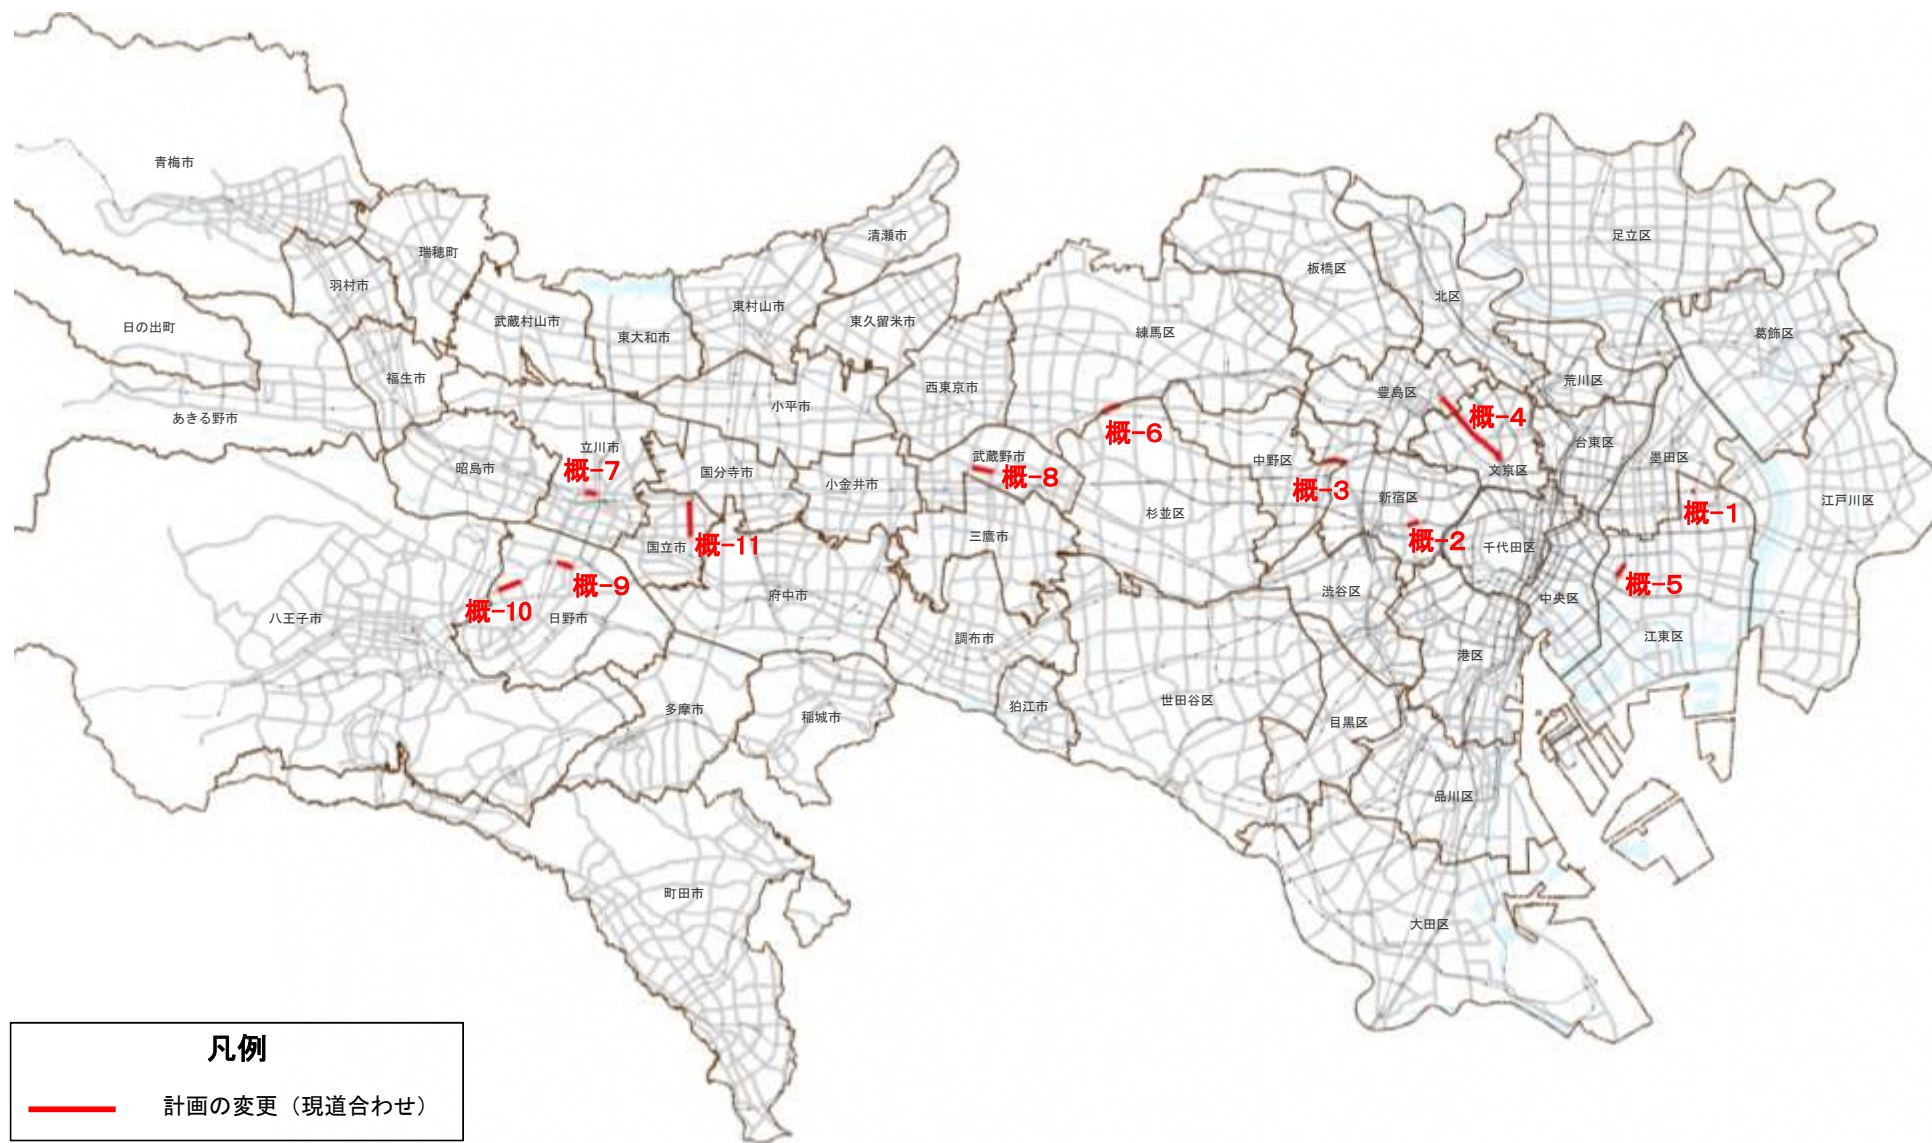 青梅市
清瀬市
足立区
瑞穂町
板橋区
羽村市
北区
日の出町
武蔵村山市
東大和市
東村山市
東久留米市
練馬区
葛飾区
福生市
西東京市
豊島区
荒川区
あきる野市
小平市
概-4
概-6
立川市
台東区
昭島市
概-7
国分寺市
小金井市
武蔵野市
概-8
中野区
概-3
文京区
墨田区
新宿区
概-1
江戸川区
杉並区
国立市
概-11
三鷹市
概-2
千代田区
概-9
概-10
概-5
八王子市
日野市
府中市
渋谷区
中央区
調布市
江東区
港区
多摩市
稲城市
狛江市
世田谷区
目黒区
品川区
町田市
大田区
凡例
計画の変更（現道合わせ）